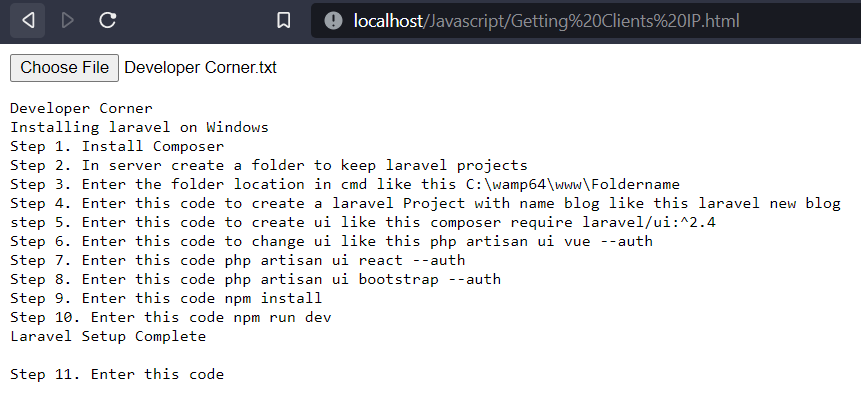 localhost/Javascript/Getting%20Clients%20IP.html
Choose File Developer Corner.txt
Developer Corner
Installing laravel on Windows
Step 1. Install Composer
Step 2. In server create a folder to keep laravel projects
Step 3. Enter the folder location in cmd like this C:\wamp64\www\Foldername
Step 4. Enter this code to create a laravel Project with name blog like this laravel new blog
step 5. Enter this code to create ui like this composer require laravel/ui:^2.4
Step 6. Enter this code to change ui like this php artisan ui vue --auth
Step 7. Enter this code php artisan ui react --auth
Step 8. Enter this code php artisan ui bootstrap --auth
Step 9. Enter this code npm install
Step 10. Enter this code npm run dev
Laravel Setup Complete
Step 11. Enter this code